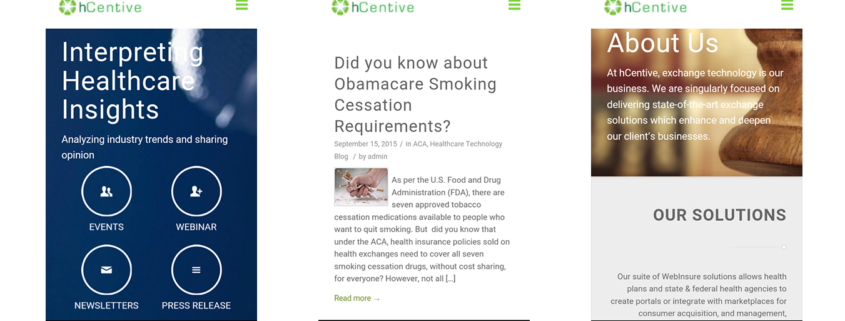 hCentive
Interpreting
Healthcare
Insights
Analyzing industry trends and sharing
opinion
EVENTS
WEBINAR
NEWSLETTERS
PRESS RELEASE
hCentive
Did you know about
Obamacare Smoking
Cessation
Requirements?
September 15, 2015 / in ACA, Healthcare Technology
Blog / by admin
As per the U.S. Food and Drug
Administration (FDA), there are
seven approved tobacco
cessation medications available to people who
want to quit smoking. But did you know that
under the ACA, health insurance policies sold on
health exchanges need to cover all seven
smoking cessation drugs, without cost sharing,
for everyone? However, not all [...]
Read more →
hCentive
About Us
At hCentive, exchange technology is our
business. We are singularly focused on
delivering state-of-the-art exchange
solutions which enhance and deepen
our client's businesses.
OUR SOLUTIONS
Our suite of WebInsure solutions allows health
plans and state & federal health agencies to
create portals or integrate with marketplaces for
consumer acquisition, and management,